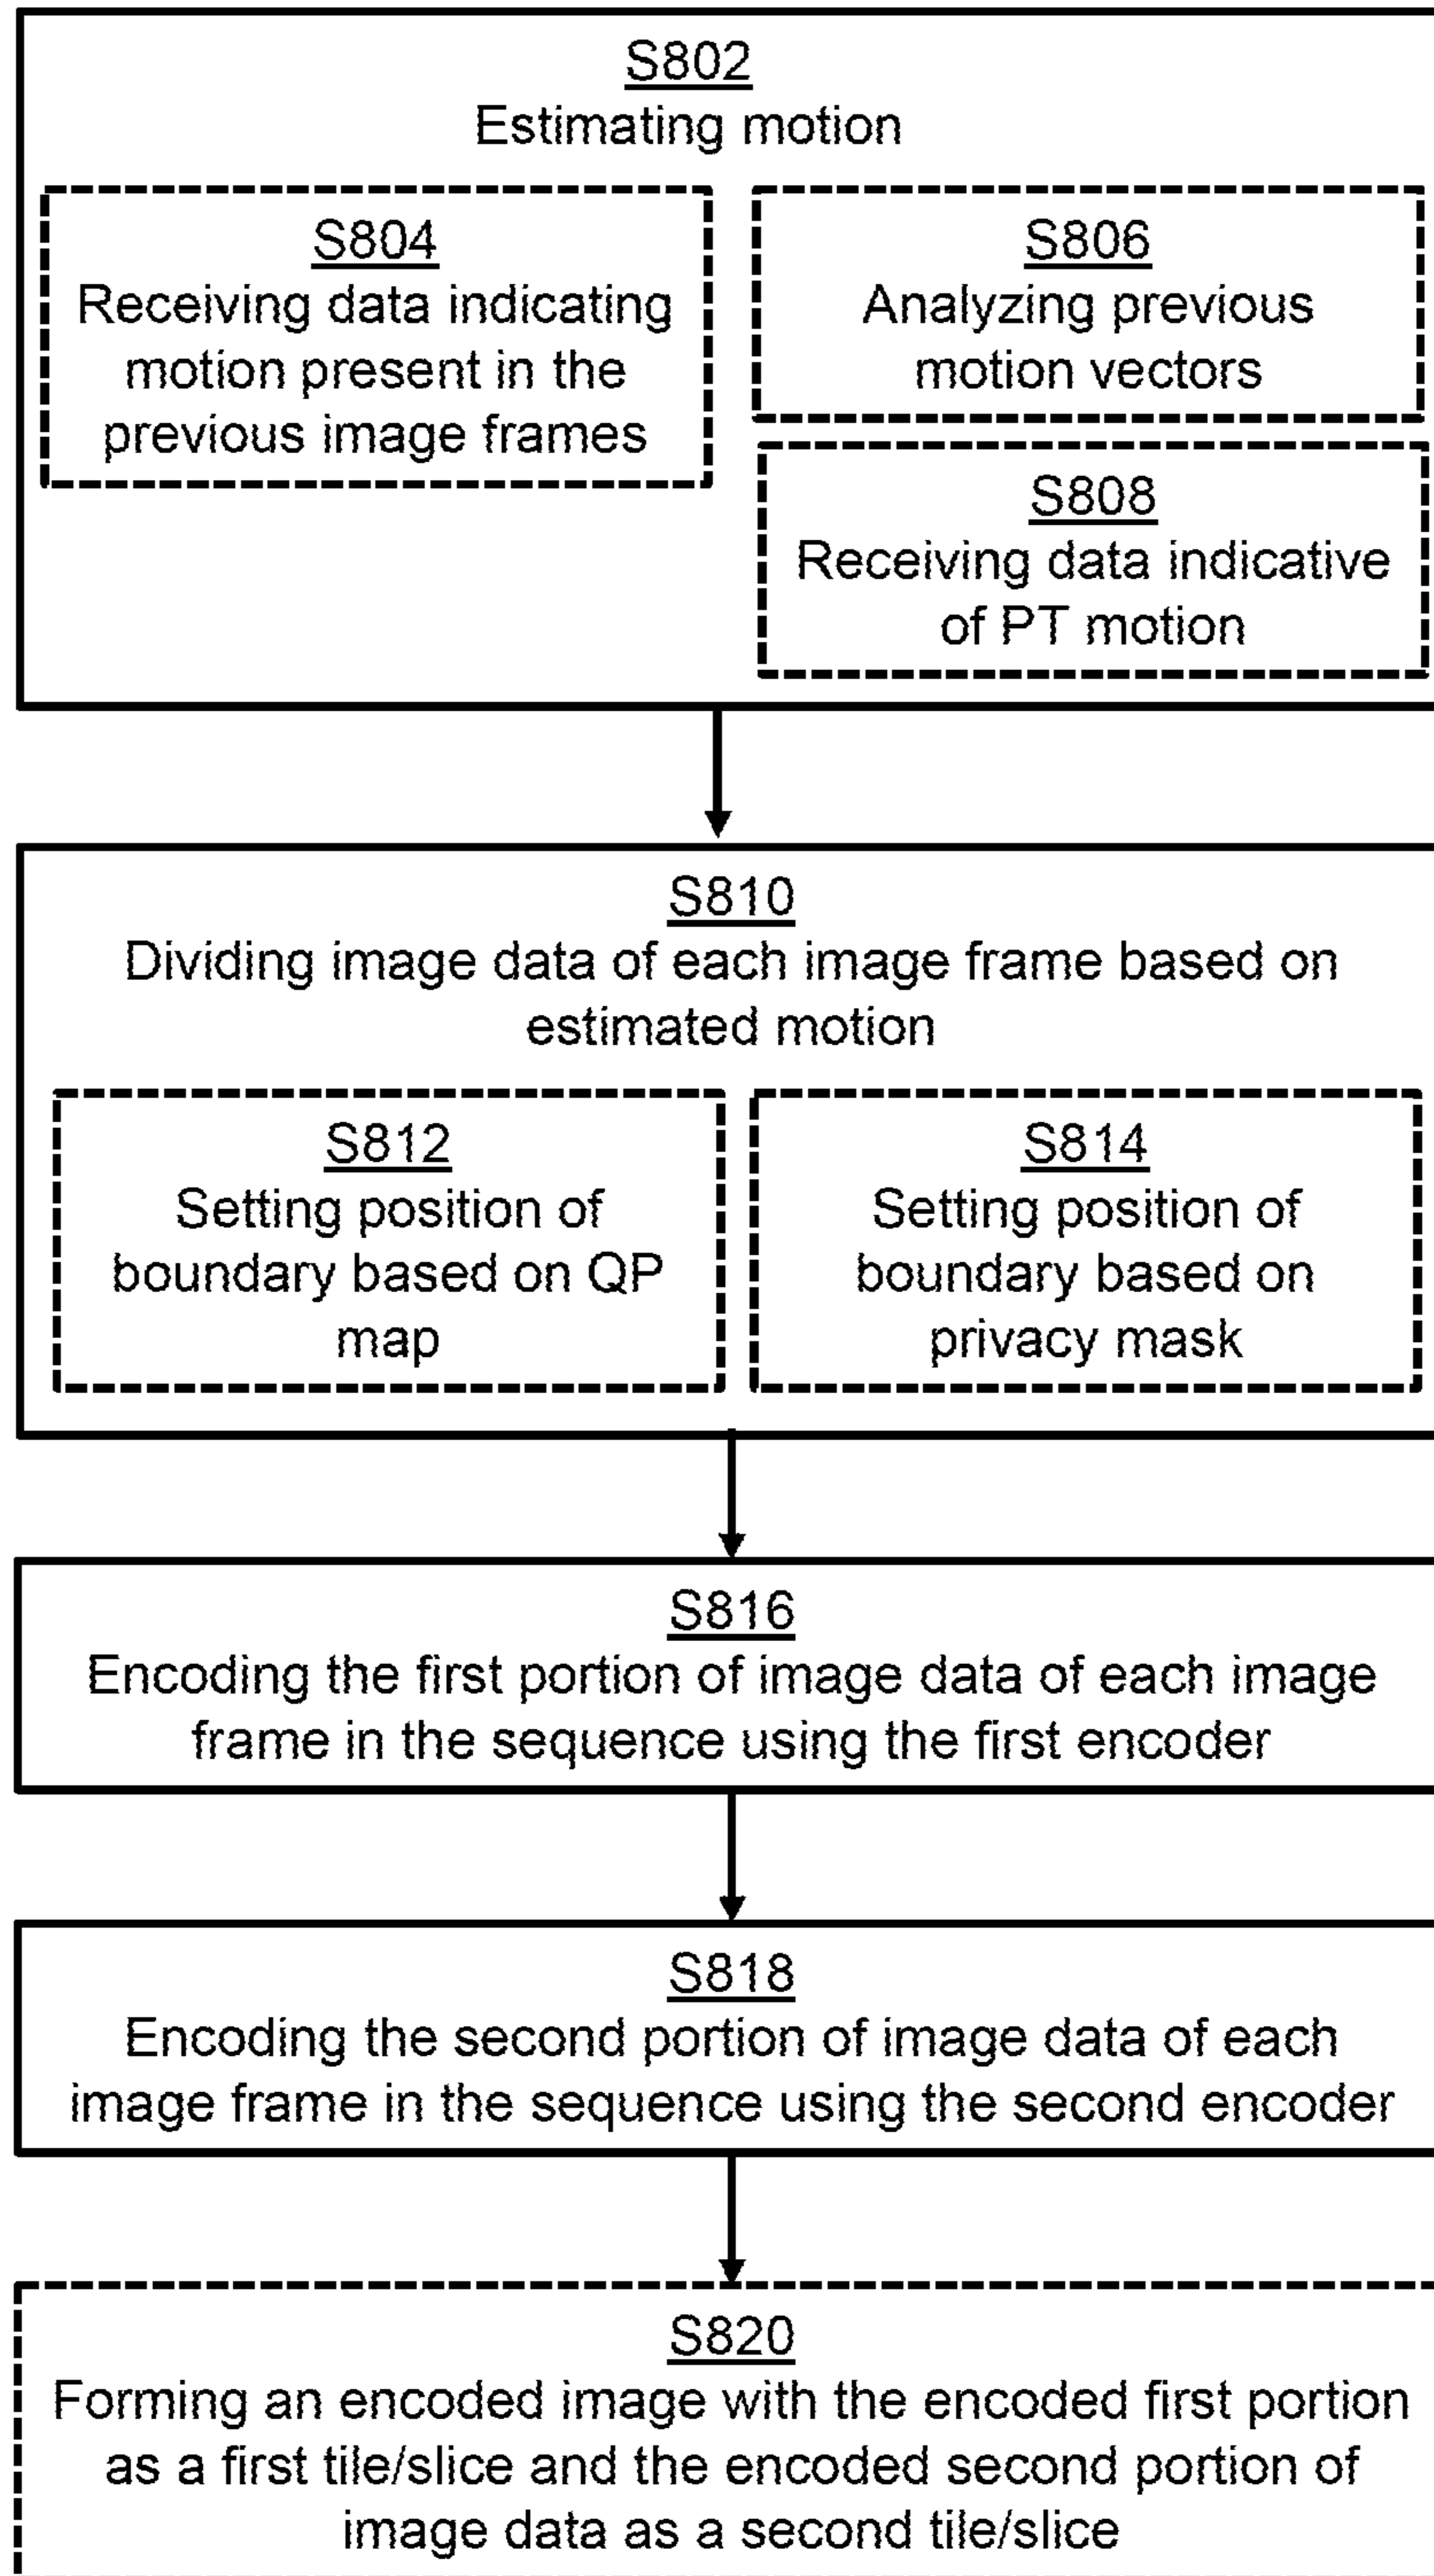 S802
Estimating motion
S804
Receiving data indicating
motion present in the
previous image frames
S806
Analyzing previous
motion vectors
S808
Receiving data indicative
of PT motion
S810
Dividing image data of each image frame based on
estimated motion
S812
Setting position of
boundary based on QP
map
S814
Setting position of
boundary based on
privacy mask
S816
Encoding the first portion of image data of each image
frame in the sequence using the first encoder
S818
Encoding the second portion of image data of each
image frame in the sequence using the second encoder
S820
Forming an encoded image with the encoded first portion
as a first tile/slice and the encoded second portion of
image data as a second tile/slice